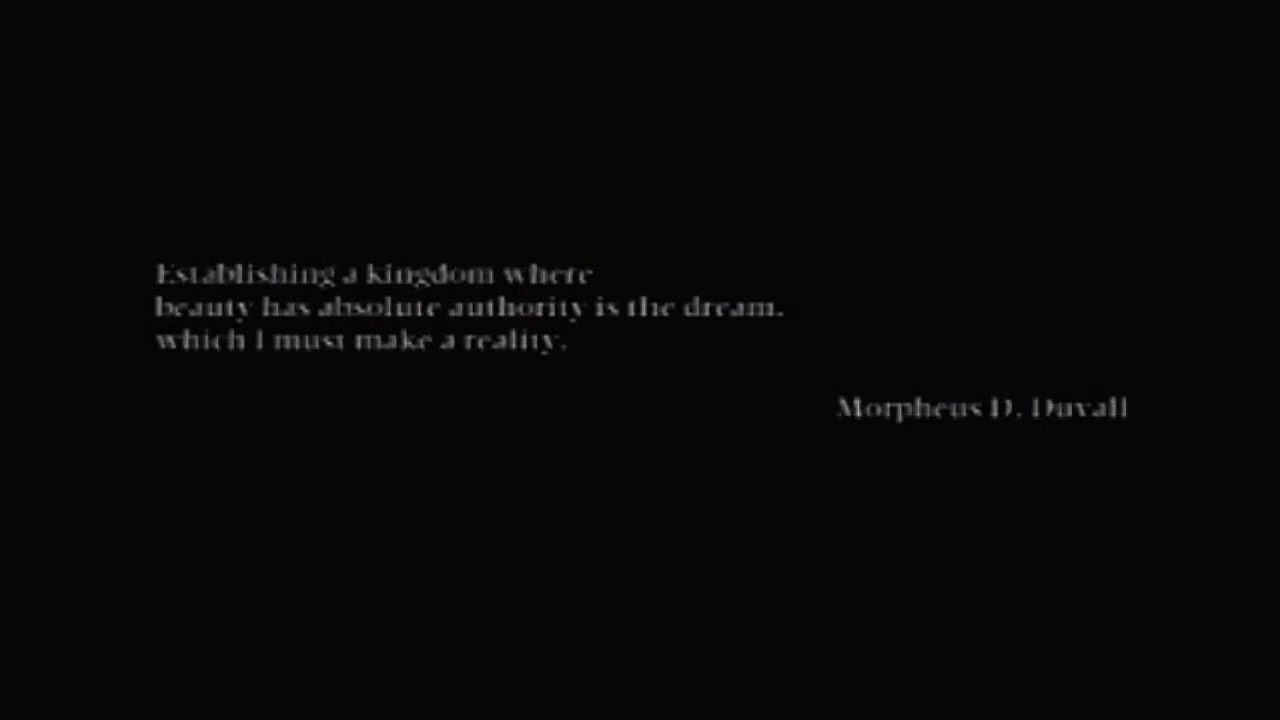 Establishing a kingdom where
beauty has absolute authority is the dream.
which I must make a reality.
Morpheus D. Duvall